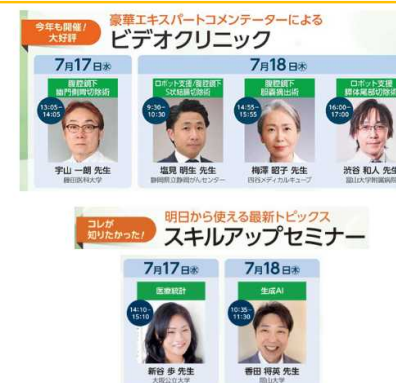 今年も開催!
大好評
豪華エキスパートコメンテーターによる
ビデオクリニック
7月17日㊌
7月18日㊍
腹腔鏡下
幽門側胃切除術
13:05-
14:05
宇山 一朗 先生
藤田医科大学
ロボット支援/腹腔鏡下
S状結腸切除術
9:30-
10:30
塩見 明生 先生
静岡県立静岡がんセンター
腹腔鏡下
胆嚢摘出術
14:55-
15:55
梅澤 昭子 先生
四谷メディカルキューブ
ロボット支援
膵体尾部切除術
16:00-
17:00
渋谷 和人 先生
富山大学附属病院
コレが
知りたかった!
明日から使える最新トピックス
スキルアップセミナー
7月17日㊌
7月18日㊍
医療統計
14:10-
15:10
新谷 歩 先生
大阪公立大学
生成AI
10:35-
11:30
香田 将英 先生
岡山大学